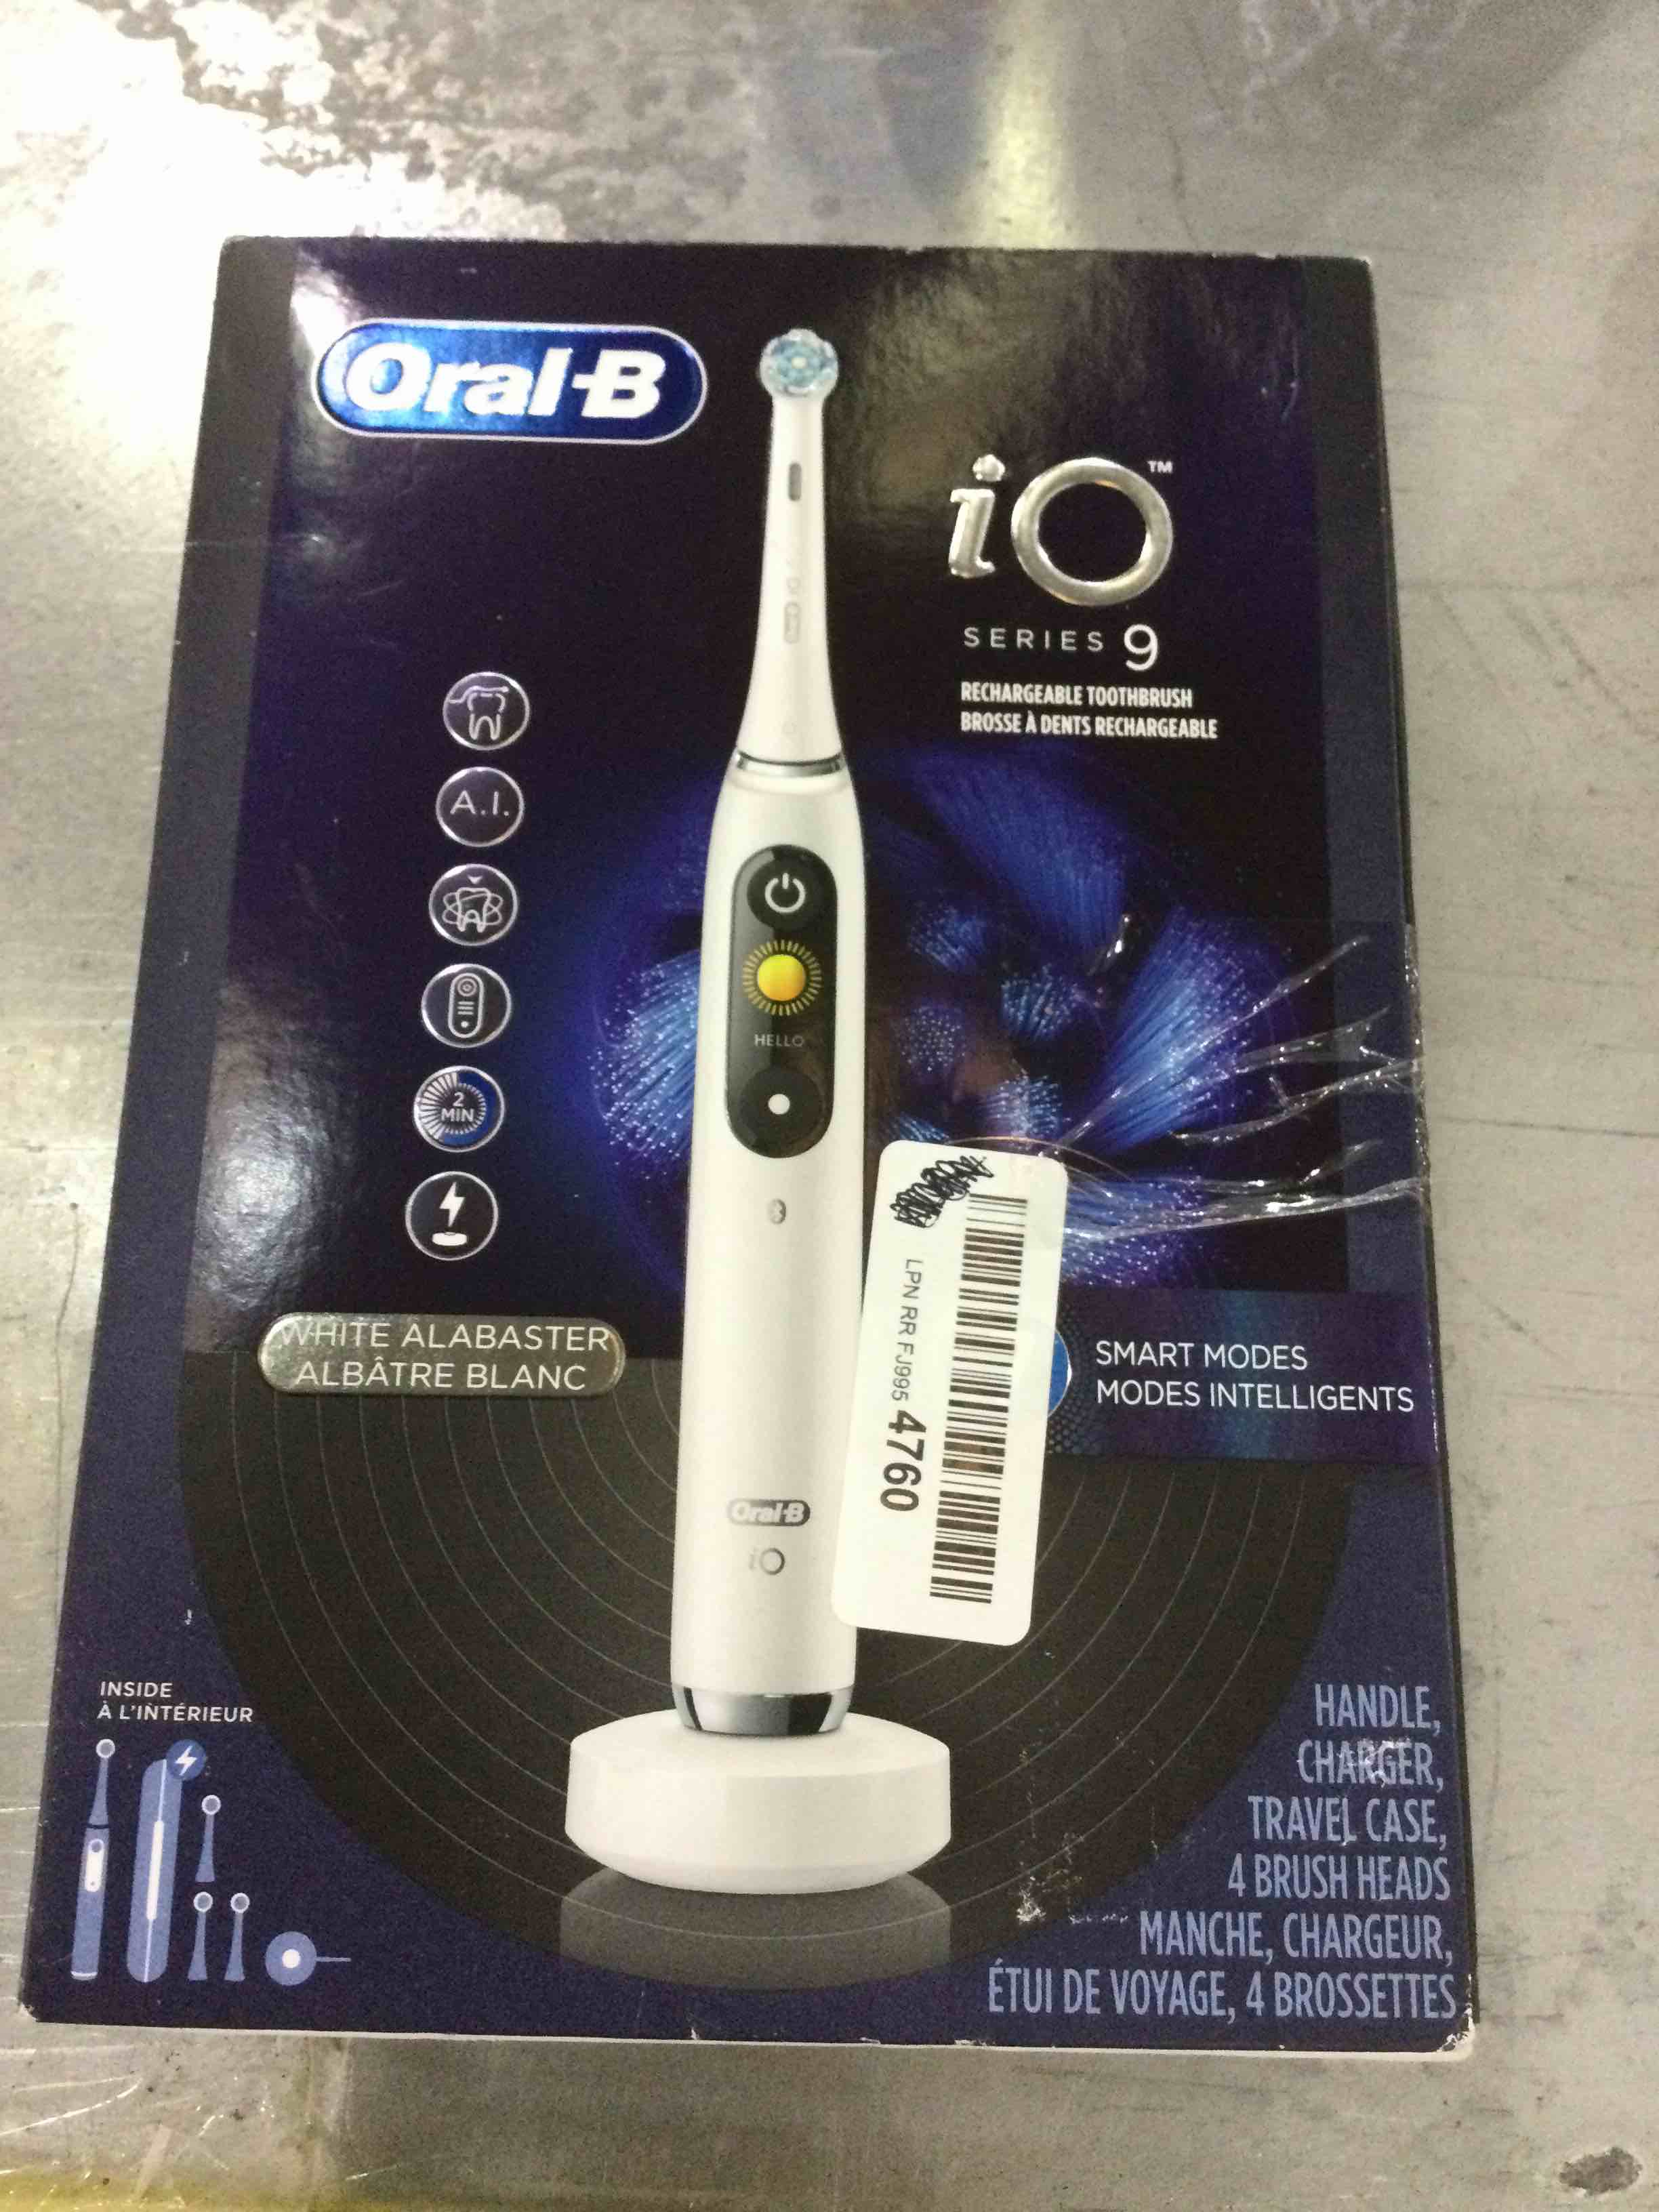 Oral-B
iO™
SERIES 9
RECHARGEABLE TOOTHBRUSH
BROSSE À DENTS RECHARGEABLE
A.I.
2
MIN
HELLO
WHITE ALABASTER
ALBÂTRE BLANC
LPN RR FJ995 4760
SMART MODES
MODES INTELLIGENTS
Oral-B
iO
INSIDE
À L'INTÉRIEUR
HANDLE,
CHARGER,
TRAVEL CASE,
4 BRUSH HEADS
MANCHE, CHARGEUR,
ÉTUI DE VOYAGE, 4 BROSSETTES